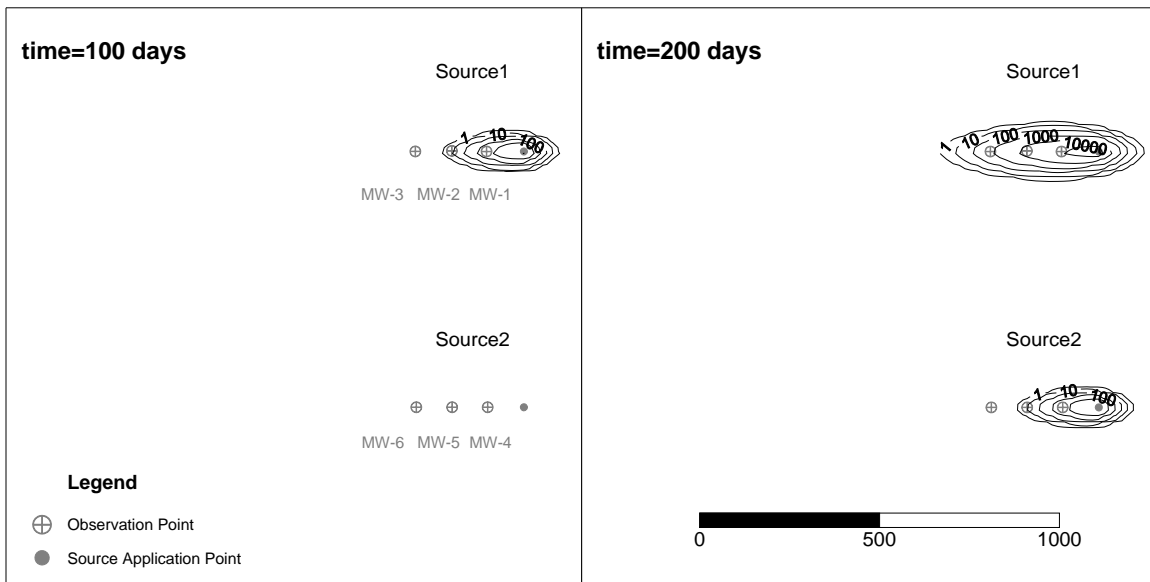 time=100 days
Source1
1 10 100
MW-3 MW-2 MW-1
Source2
MW-6 MW-5 MW-4
Legend
Observation Point
Source Application Point
time=200 days
Source1
1 10 100 1000 10000
Source2
1 10 100
0 500 1000